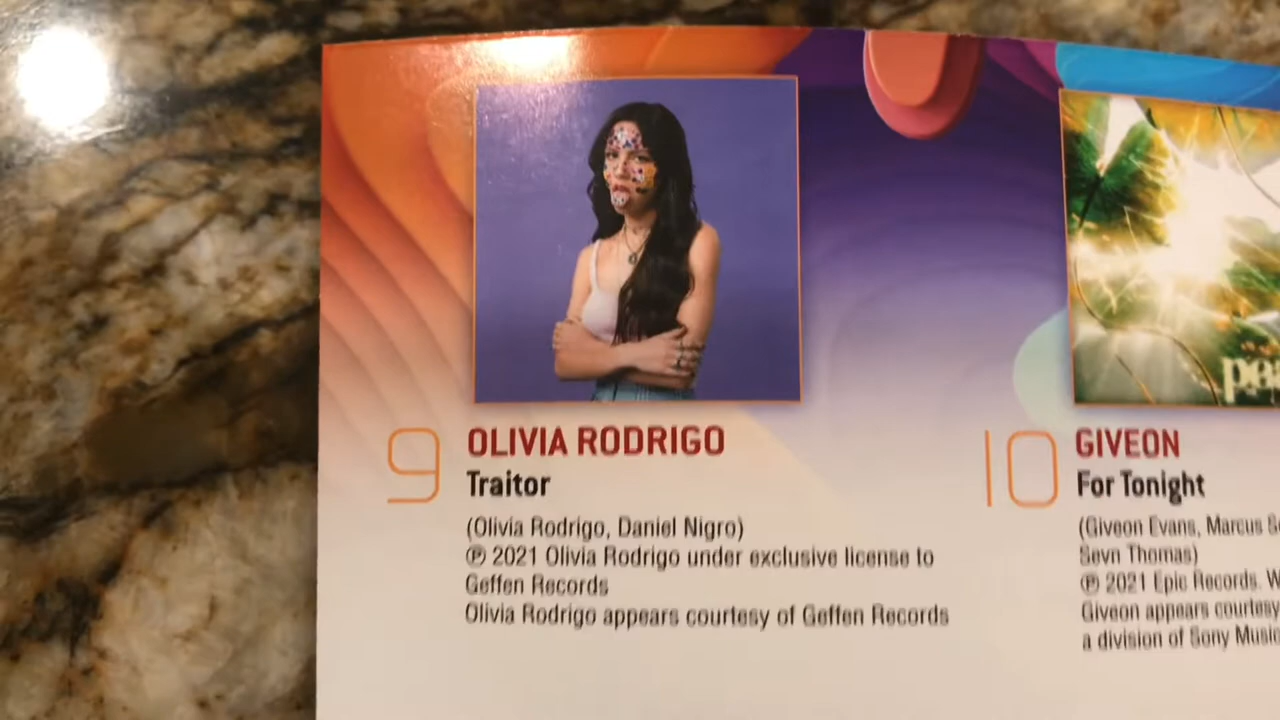 9
OLIVIA RODRIGO
Traitor
(Olivia Rodrigo, Daniel Nigro)
℗ 2021 Olivia Rodrigo under exclusive license to
Geffen Records
Olivia Rodrigo appears courtesy of Geffen Records
10
GIVEON
For Tonight
(Giveon Evans, Marcus
Sevn Thomas)
℗ 2021 Epic Records.
Giveon appears courtesy
a division of Sony Music